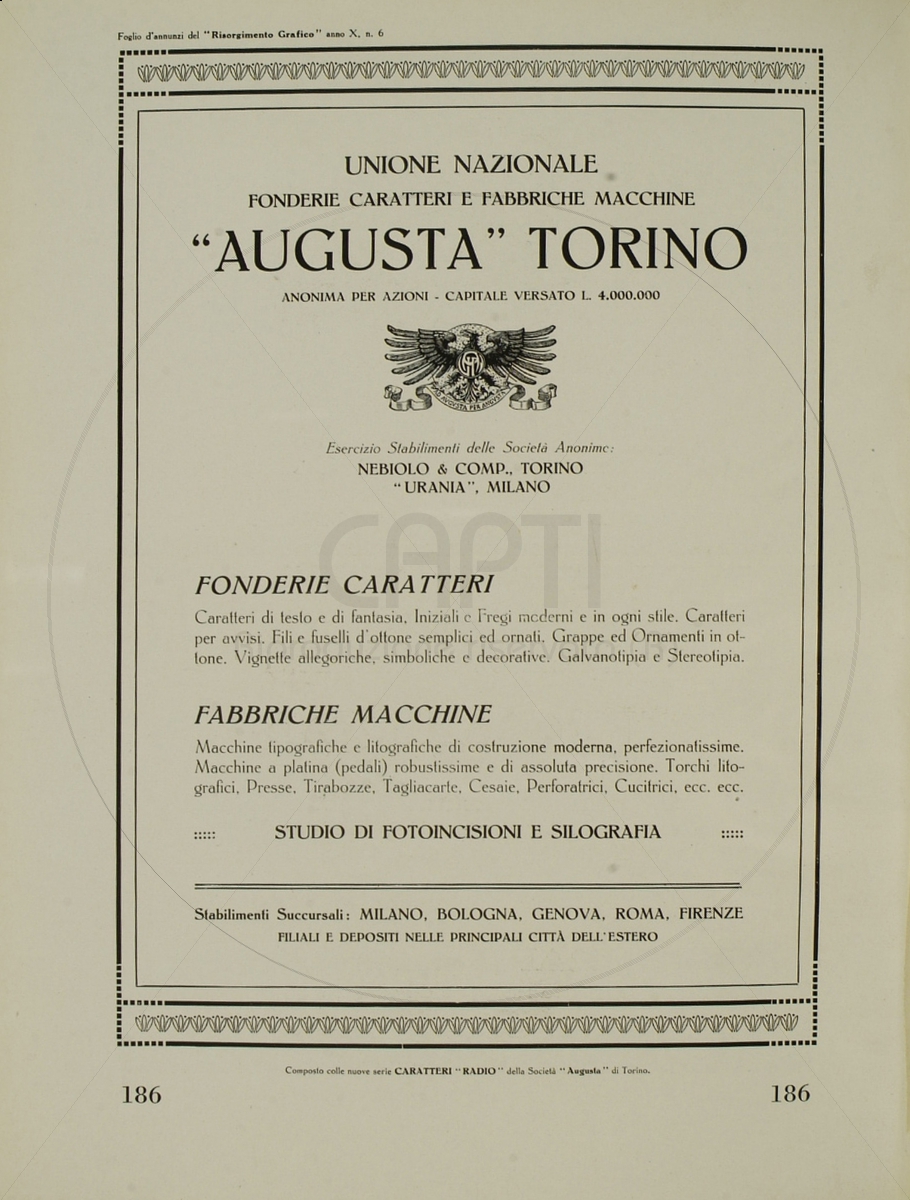 Foglio d'annunzi del "Risorgimento Grafico" anno X, n. 6
UNIONE NAZIONALE
FONDERIE CARATTERI E FABBRICHE MACCHINE
"AUGUSTA" TORINO
ANONIMA PER AZIONI - CAPITALE VERSATO L. 4.000.000
AUGUSTA PER ANGUSTA
Esercizio Stabilimenti delle Società Anonime:
NEBIOLO & COMP., TORINO
"URANIA", MILANO
CAPTI
FONDERIE CARATTERI
Caratteri di testo e di fantasia, Iniziali e Fregi moderni e in ogni stile. Caratteri
per avvisi. Fili e fuselli d'ottone semplici ed ornati. Grappe ed Ornamenti in ot-
tone. Vignette allegoriche, simboliche e decorative. Galvanotipia e Stereotipia.
FABBRICHE MACCHINE
Macchine tipografiche e litografiche di costruzione moderna, perfezionatissime.
Macchine a platina (pedali) robustissime e di assoluta precisione. Torchi lito-
grafici, Presse, Tirabozze, Tagliacarte, Cesoie, Perforatrici, Cucitrici, ecc. ecc.
::::: STUDIO DI FOTOINCISIONI E SILOGRAFIA :::::
Stabilimenti Succursali: MILANO, BOLOGNA, GENOVA, ROMA, FIRENZE
FILIALI E DEPOSITI NELLE PRINCIPALI CITTÀ DELL'ESTERO
Composto colle nuove serie CARATTERI "RADIO" della Società "Augusta" di Torino.
186 186